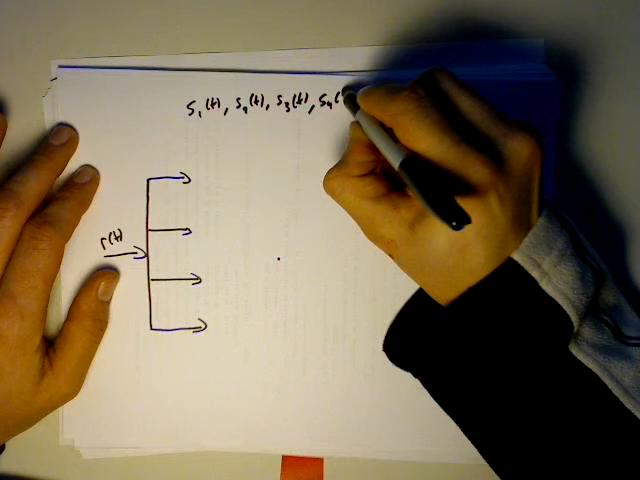 S₁(t), S₂(t), S₃(t), S₄(
r(t)